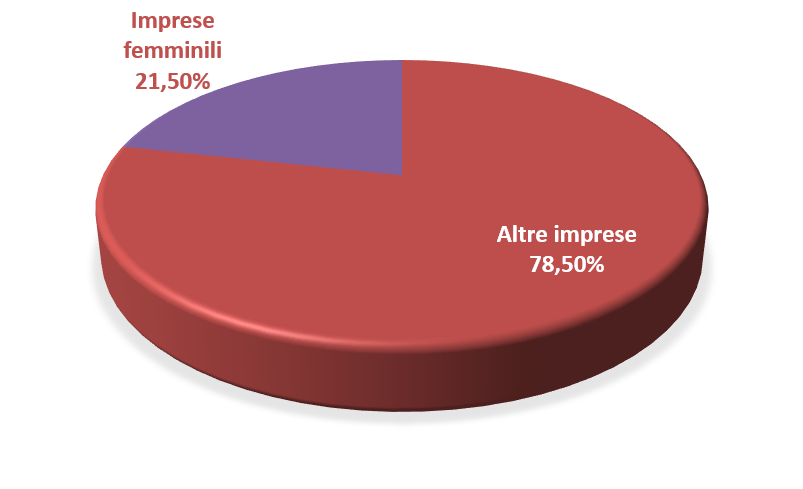 Imprese
femminili
21,50%
Altre imprese
78,50%